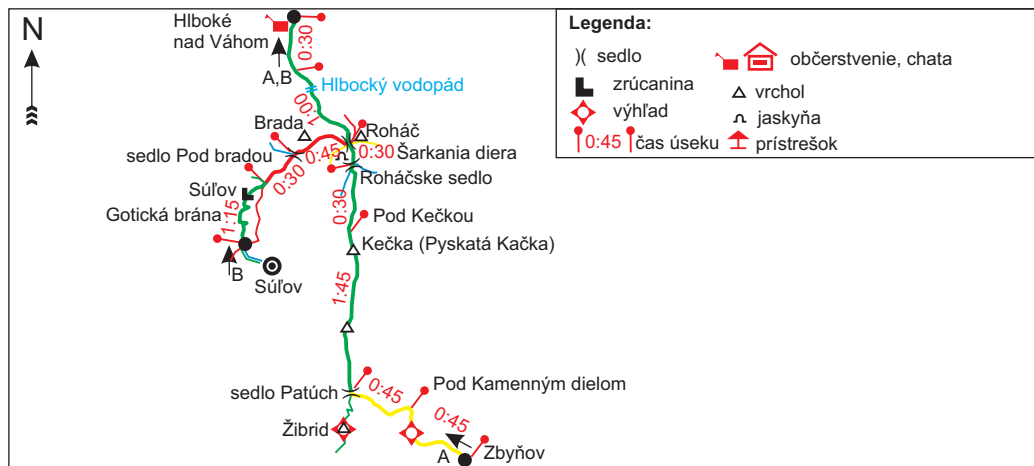 N
Hlboké
nad Váhom
0:30
A,B
Hlbocký vodopád
1:00
Brada
Roháč
sedlo Pod bradou
0:45
0:30
Šarkania diera
0:30
Roháčske sedlo
Súľov
Gotická brána
1:15
0:30
Pod Kečkou
Kečka (Pyskatá Kačka)
B
Súľov
1:45
sedlo Patúch
0:45
Pod Kamenným dielom
0:45
Žibrid
A
Zbyňov
Legenda:
)( sedlo
občerstvenie, chata
zrúcanina
vrchol
výhľad
jaskyňa
0:45 čas úseku
prístrešok